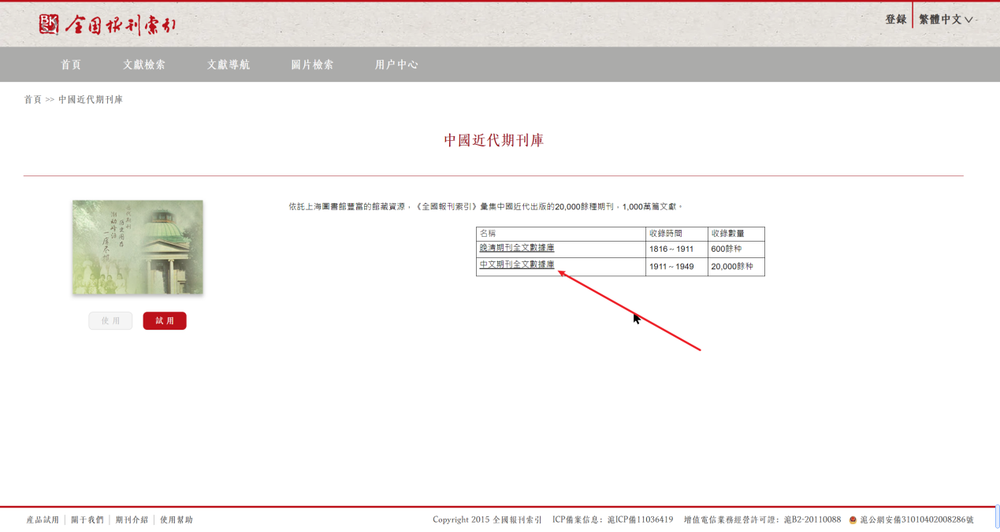 BK
全国报刊索引
登録 繁體中文
首頁 文獻檢索 文獻導航 圖片檢索 用户中心
首頁 >> 中國近代期刊庫
中國近代期刊庫
依託上海圖書館豐富的館藏資源，《全國報刊索引》彙集中國近代出版的20,000餘種期刊，1,000萬篇文獻。
名稱 收錄時間 收錄數量
晚清期刊全文數據庫 1816～1911 600餘种
中文期刊全文數據庫 1911～1949 20,000餘种
使用 試用
産品試用 關于我們 期刊介紹 使用幫助
Copyright 2015 全國報刊索引 ICP備案信息：滬ICP備11036419 增值電信業務經營許可證：滬B2-20110088 滬公網安備31010402008286號